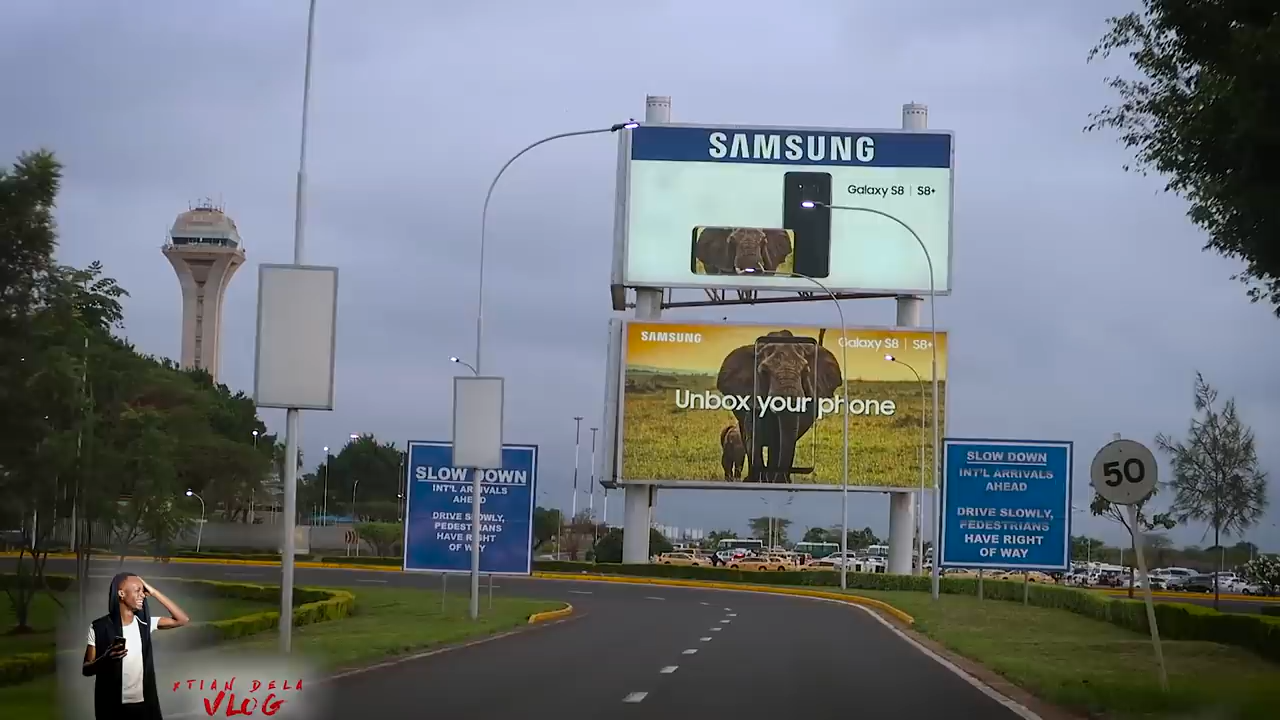 SAMSUNG
Galaxy S8 | S8+
SAMSUNG
Galaxy S8 | S8+
Unbox your phone
SLOW DOWN
INT'L ARRIVALS
AHEAD
DRIVE SLOWLY,
PEDESTRIANS
HAVE RIGHT
OF WAY
SLOW DOWN
INT'L ARRIVALS
AHEAD
DRIVE SLOWLY,
PEDESTRIANS
HAVE RIGHT
OF WAY
50
XTIAN DELA
VLOG